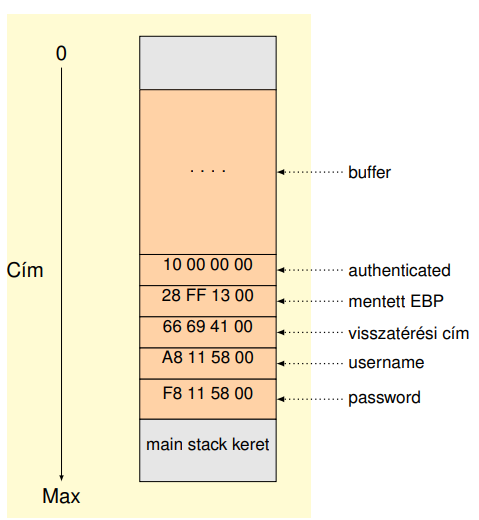 0
. . . .
buffer
Cím
10 00 00 00
authenticated
28 FF 13 00
mentett EBP
66 69 41 00
visszatérési cím
A8 11 58 00
username
F8 11 58 00
password
main stack keret
Max